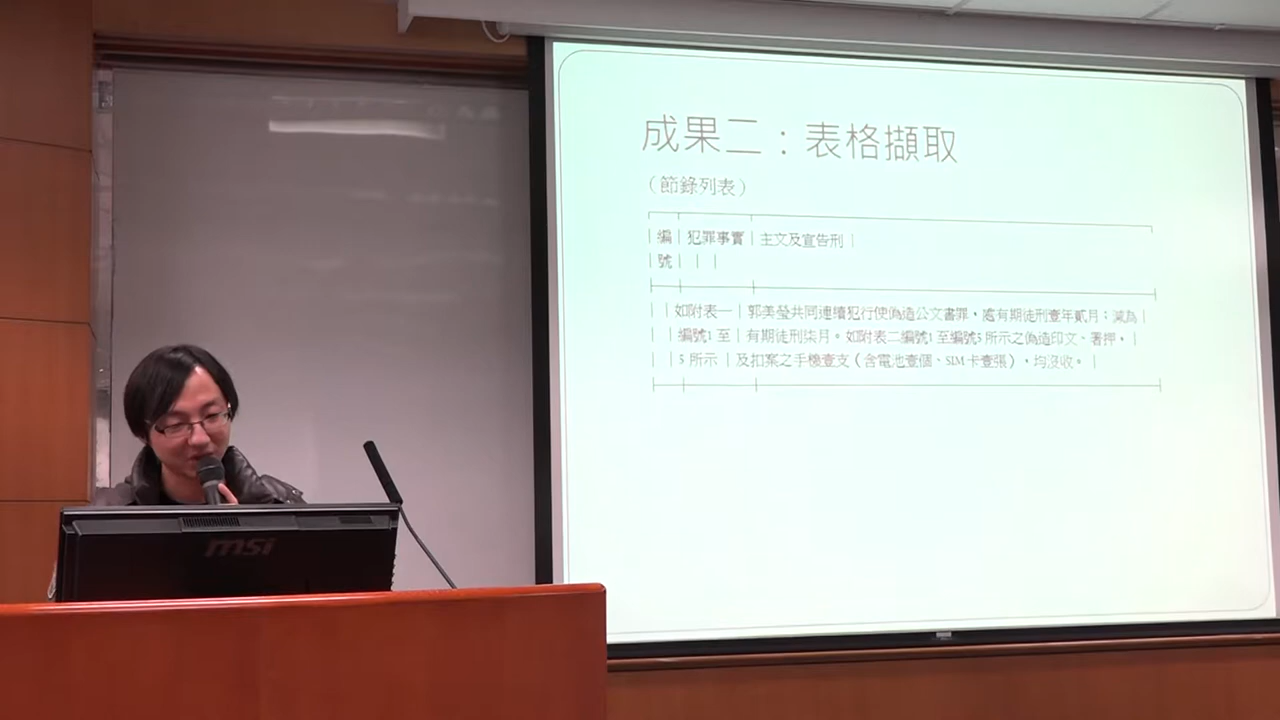 成果二：表格擷取
（節錄列表）
|編|犯罪事實|主文及宣告刑|
|號| | |
| |如附表一|郭美瑩共同連續犯行使偽造公文書罪，處有期徒刑壹年貳月；減為|
| |編號1 至|有期徒刑柒月。如附表二編號1 至編號5 所示之偽造印文、署押，|
| |5 所示 |及扣案之手機壹支（含電池壹個、SIM 卡壹張），均沒收。|
msi